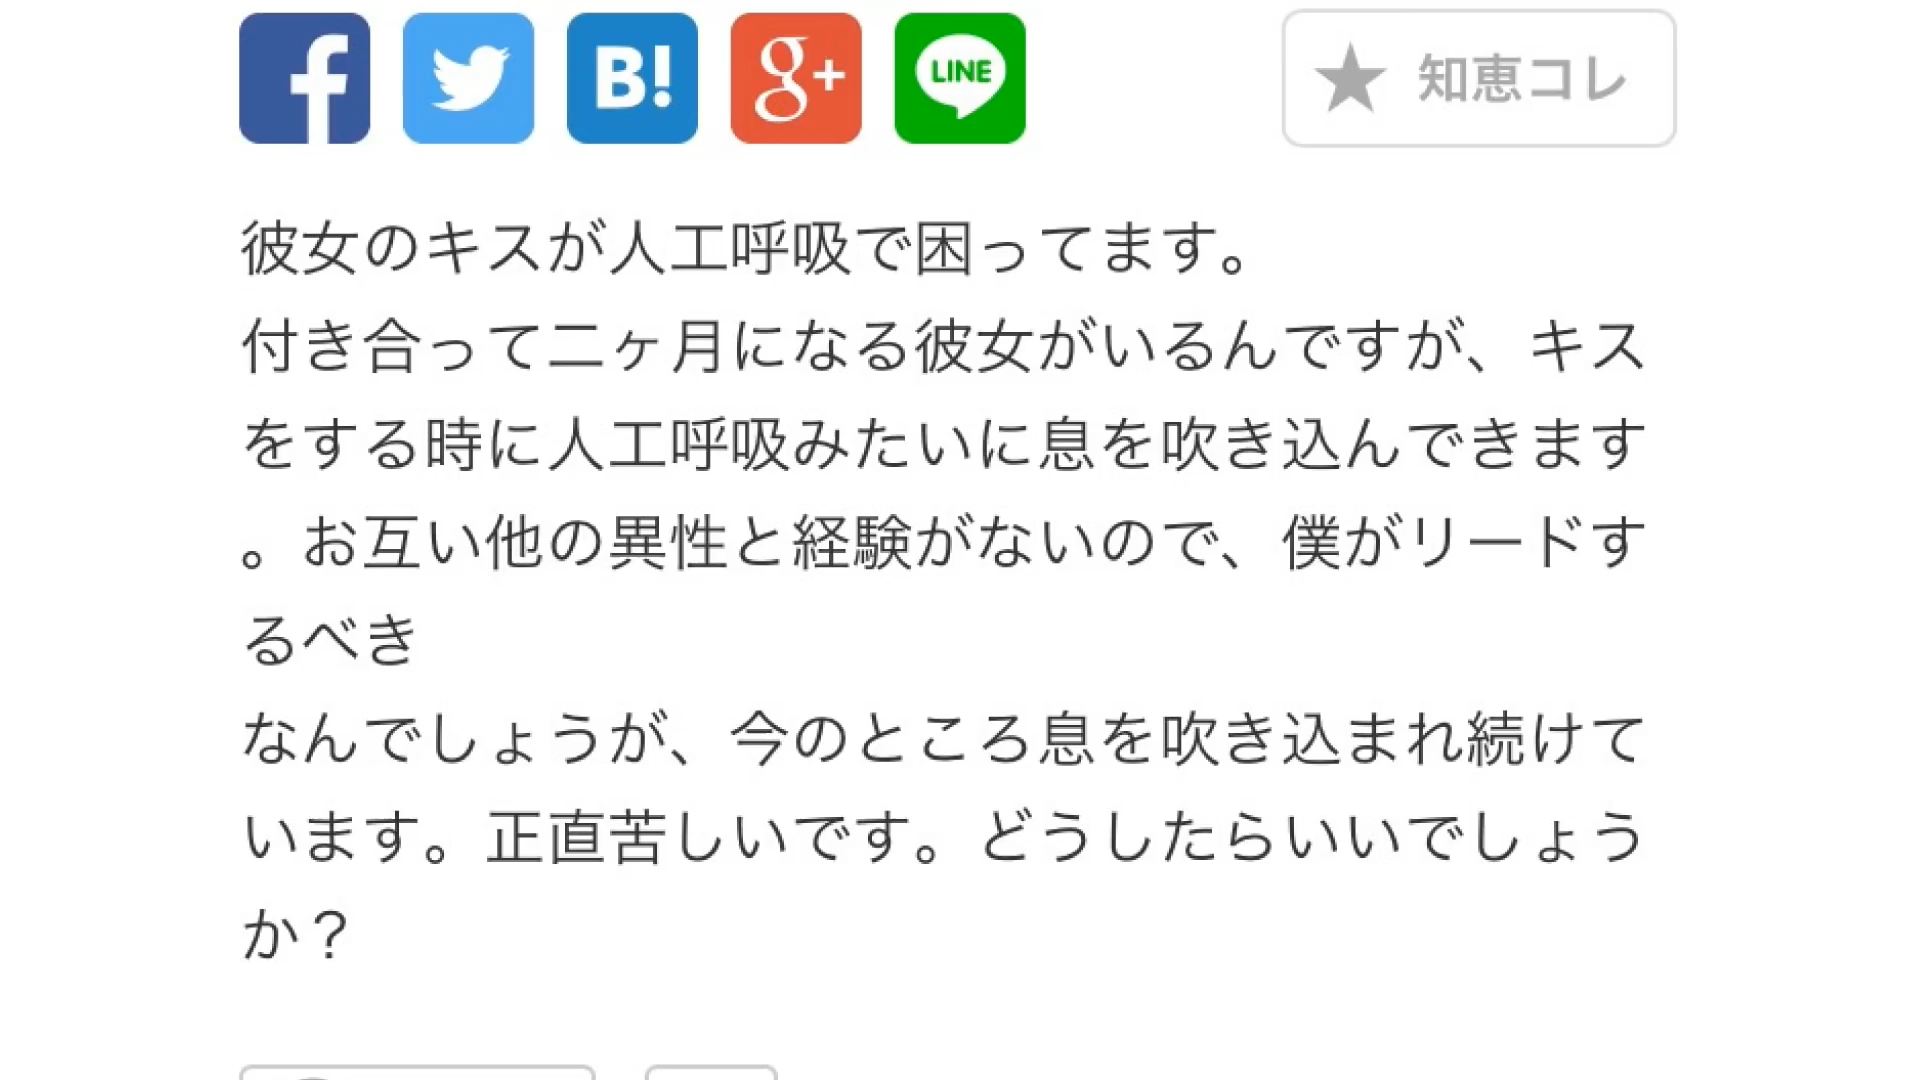 f
B!
g+
LINE
★ 知恵コレ
彼女のキスが人工呼吸で困ってます。
付き合って二ヶ月になる彼女がいるんですが、キス
をする時に人工呼吸みたいに息を吹き込んできます
。お互い他の異性と経験がないので、僕がリードす
るべき
なんでしょうが、今のところ息を吹き込まれ続けて
います。正直苦しいです。どうしたらいいでしょう
か？